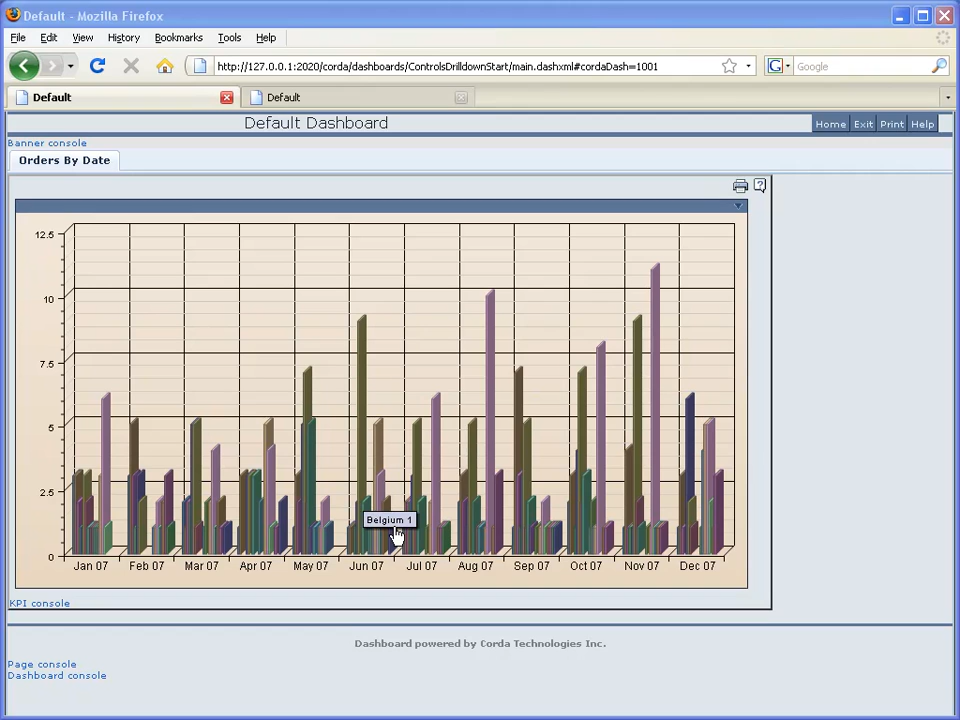 Default - Mozilla Firefox
File Edit View History Bookmarks Tools Help
http://127.0.0.1:2020/corda/dashboards/ControlsDrilldownStart/main.dashxml#cordaDash=1001
G Google
Default Default
Default Dashboard
Home Exit Print Help
Banner console
Orders By Date
?
12.5
10
7.5
5
2.5
0
Belgium 1
Jan 07 Feb 07 Mar 07 Apr 07 May 07 Jun 07 Jul 07 Aug 07 Sep 07 Oct 07 Nov 07 Dec 07
KPI console
Dashboard powered by Corda Technologies Inc.
Page console
Dashboard console